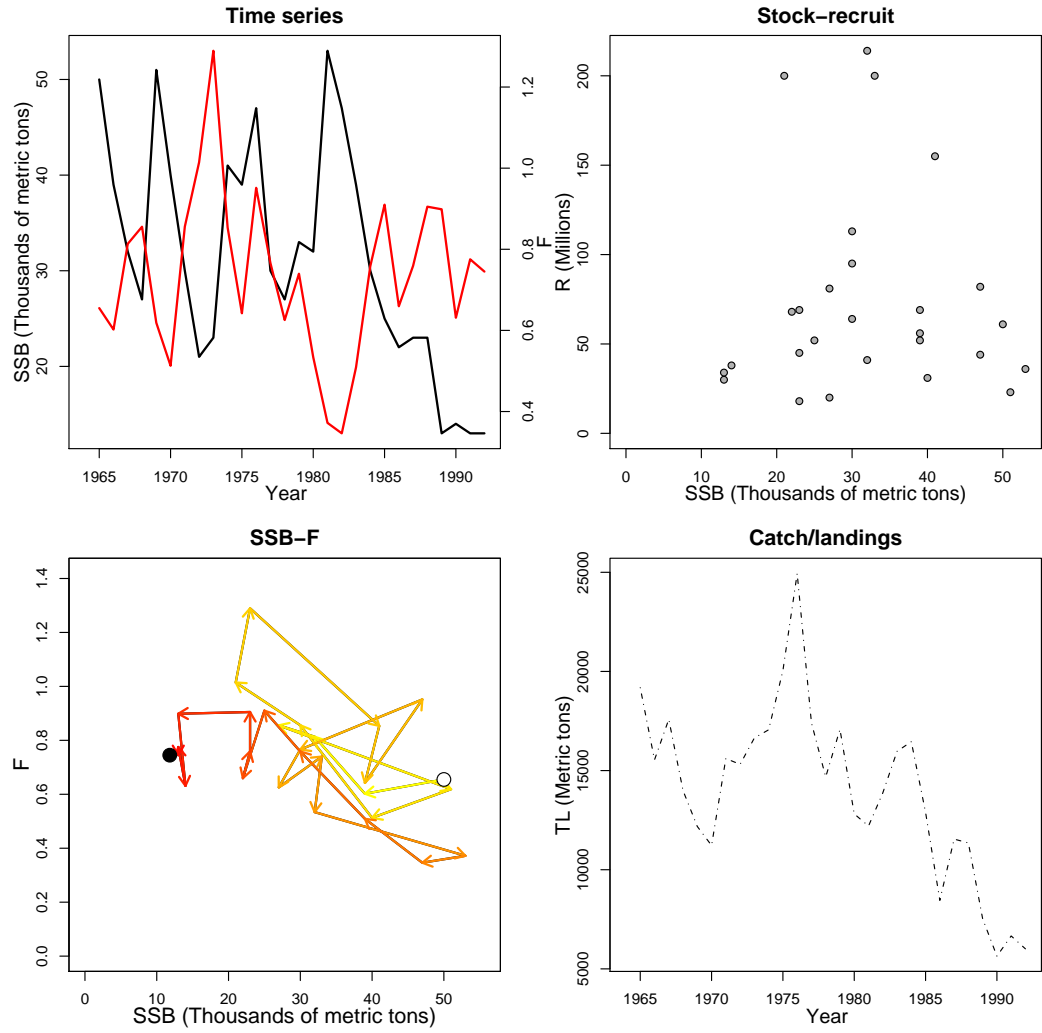 Time series
SSB (Thousands of metric tons)
20 30 40 50
1965 1970 1975 1980 1985 1990
Year
0.4 0.6 0.8 1.0 1.2
F
Stock−recruit
R (Millions)
0 50 100 150 200
0 10 20 30 40 50
SSB (Thousands of metric tons)
SSB−F
F
0.0 0.2 0.4 0.6 0.8 1.0 1.2 1.4
0 10 20 30 40 50
SSB (Thousands of metric tons)
Catch/landings
TL (Metric tons)
5000 10000 15000 20000 25000
1965 1970 1975 1980 1985 1990
Year